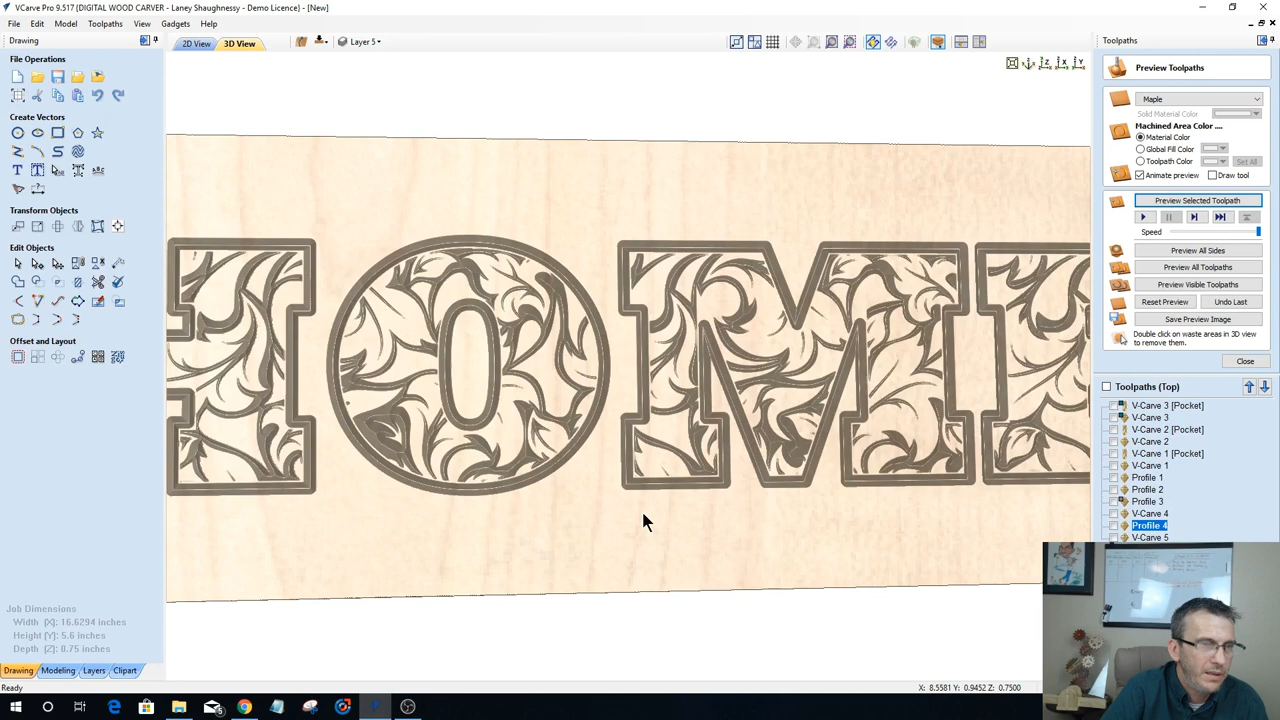 VCarve Pro 9.517 {DIGITAL WOOD CARVER - Laney Shaughnessy - Demo Licence} - [New]
File Edit Model Toolpaths View Gadgets Help
Drawing
2D View 3D View Layer 5
Toolpaths
File Operations
Create Vectors
Transform Objects
Edit Objects
Offset and Layout
Job Dimensions
Width (X): 16.6294 inches
Height (Y): 5.6 inches
Depth (Z): 0.75 inches
Drawing Modeling Layers Clipart
Ready
X: 8.5581 Y: 0.9452 Z: 0.7500
HOME
Preview Toolpaths
Maple
Solid Material Color
Machined Area Color ....
Material Color
Global Fill Color
Toolpath Color Set All
Animate preview Draw tool
Preview Selected Toolpath
Speed
Preview All Sides
Preview All Toolpaths
Preview Visible Toolpaths
Reset Preview Undo Last
Save Preview Image
Double click on waste areas in 3D view
to remove them.
Close
Toolpaths (Top)
V-Carve 3 [Pocket]
V-Carve 3
V-Carve 2 [Pocket]
V-Carve 2
V-Carve 1 [Pocket]
V-Carve 1
Profile 1
Profile 2
Profile 3
V-Carve 4
Profile 4
V-Carve 5